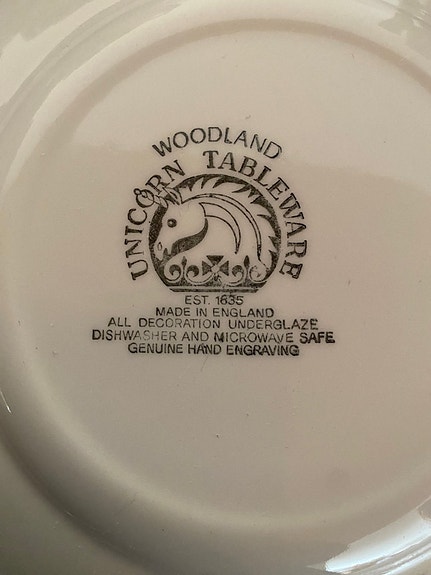 WOODLAND
UNICORN TABLEWARE
EST. 1635
MADE IN ENGLAND
ALL DECORATION UNDERGLAZE
DISHWASHER AND MICROWAVE SAFE
GENUINE HAND ENGRAVING